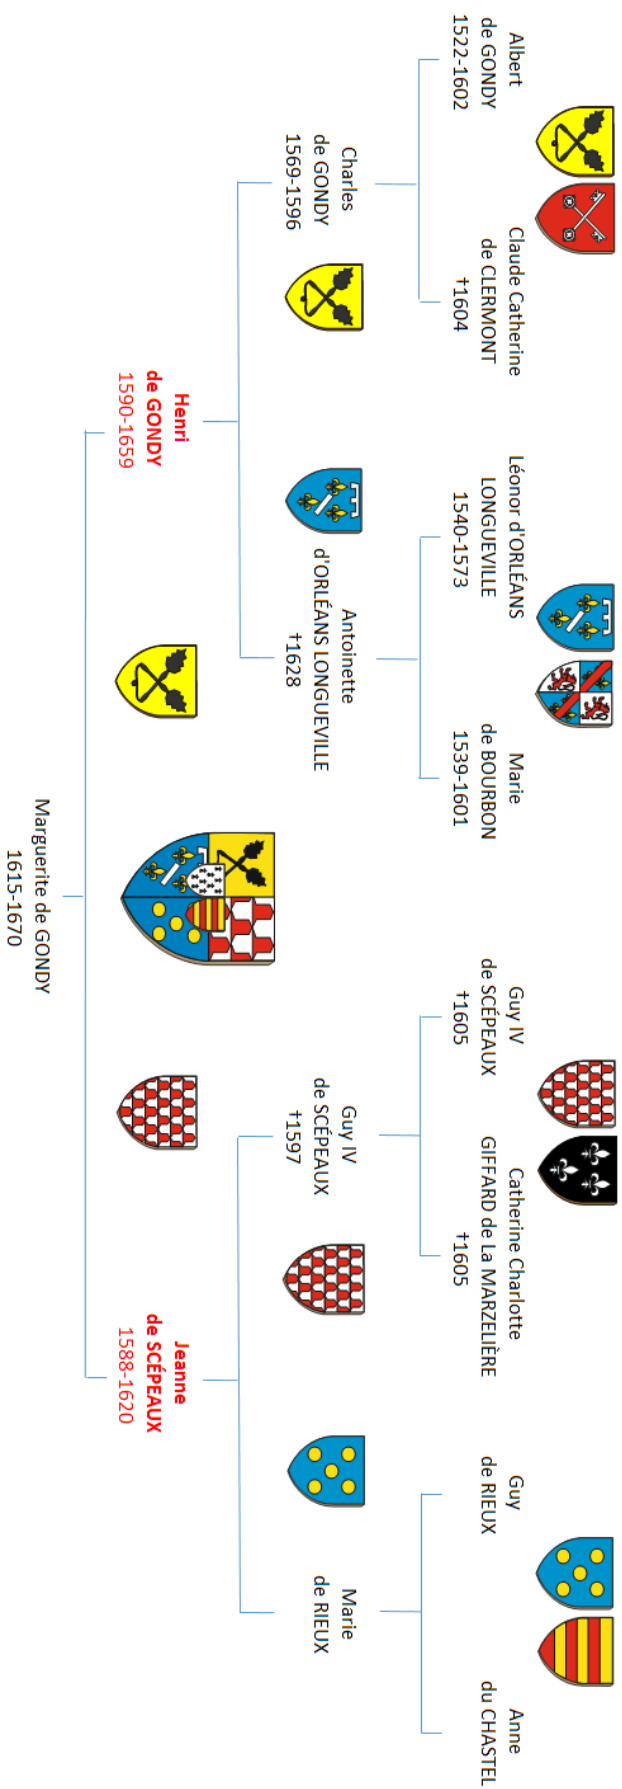 Albert
de GONDY
1522-1602
Claude Catherine
de CLERMONT
†1604
Léonor d'ORLÉANS
LONGUEVILLE
1540-1573
Marie
de BOURBON
1539-1601
Guy IV
de SCÉPEAUX
†1605
Catherine Charlotte
GIFFARD de La MARZELIÈRE
†1605
Guy
de RIEUX
Anne
du CHASTEL
Charles
de GONDY
1569-1596
Antoinette
d'ORLÉANS LONGUEVILLE
†1628
Guy IV
de SCÉPEAUX
†1597
Marie
de RIEUX
Henri
de GONDY
1590-1659
Jeanne
de SCÉPEAUX
1588-1620
Marguerite de GONDY
1615-1670